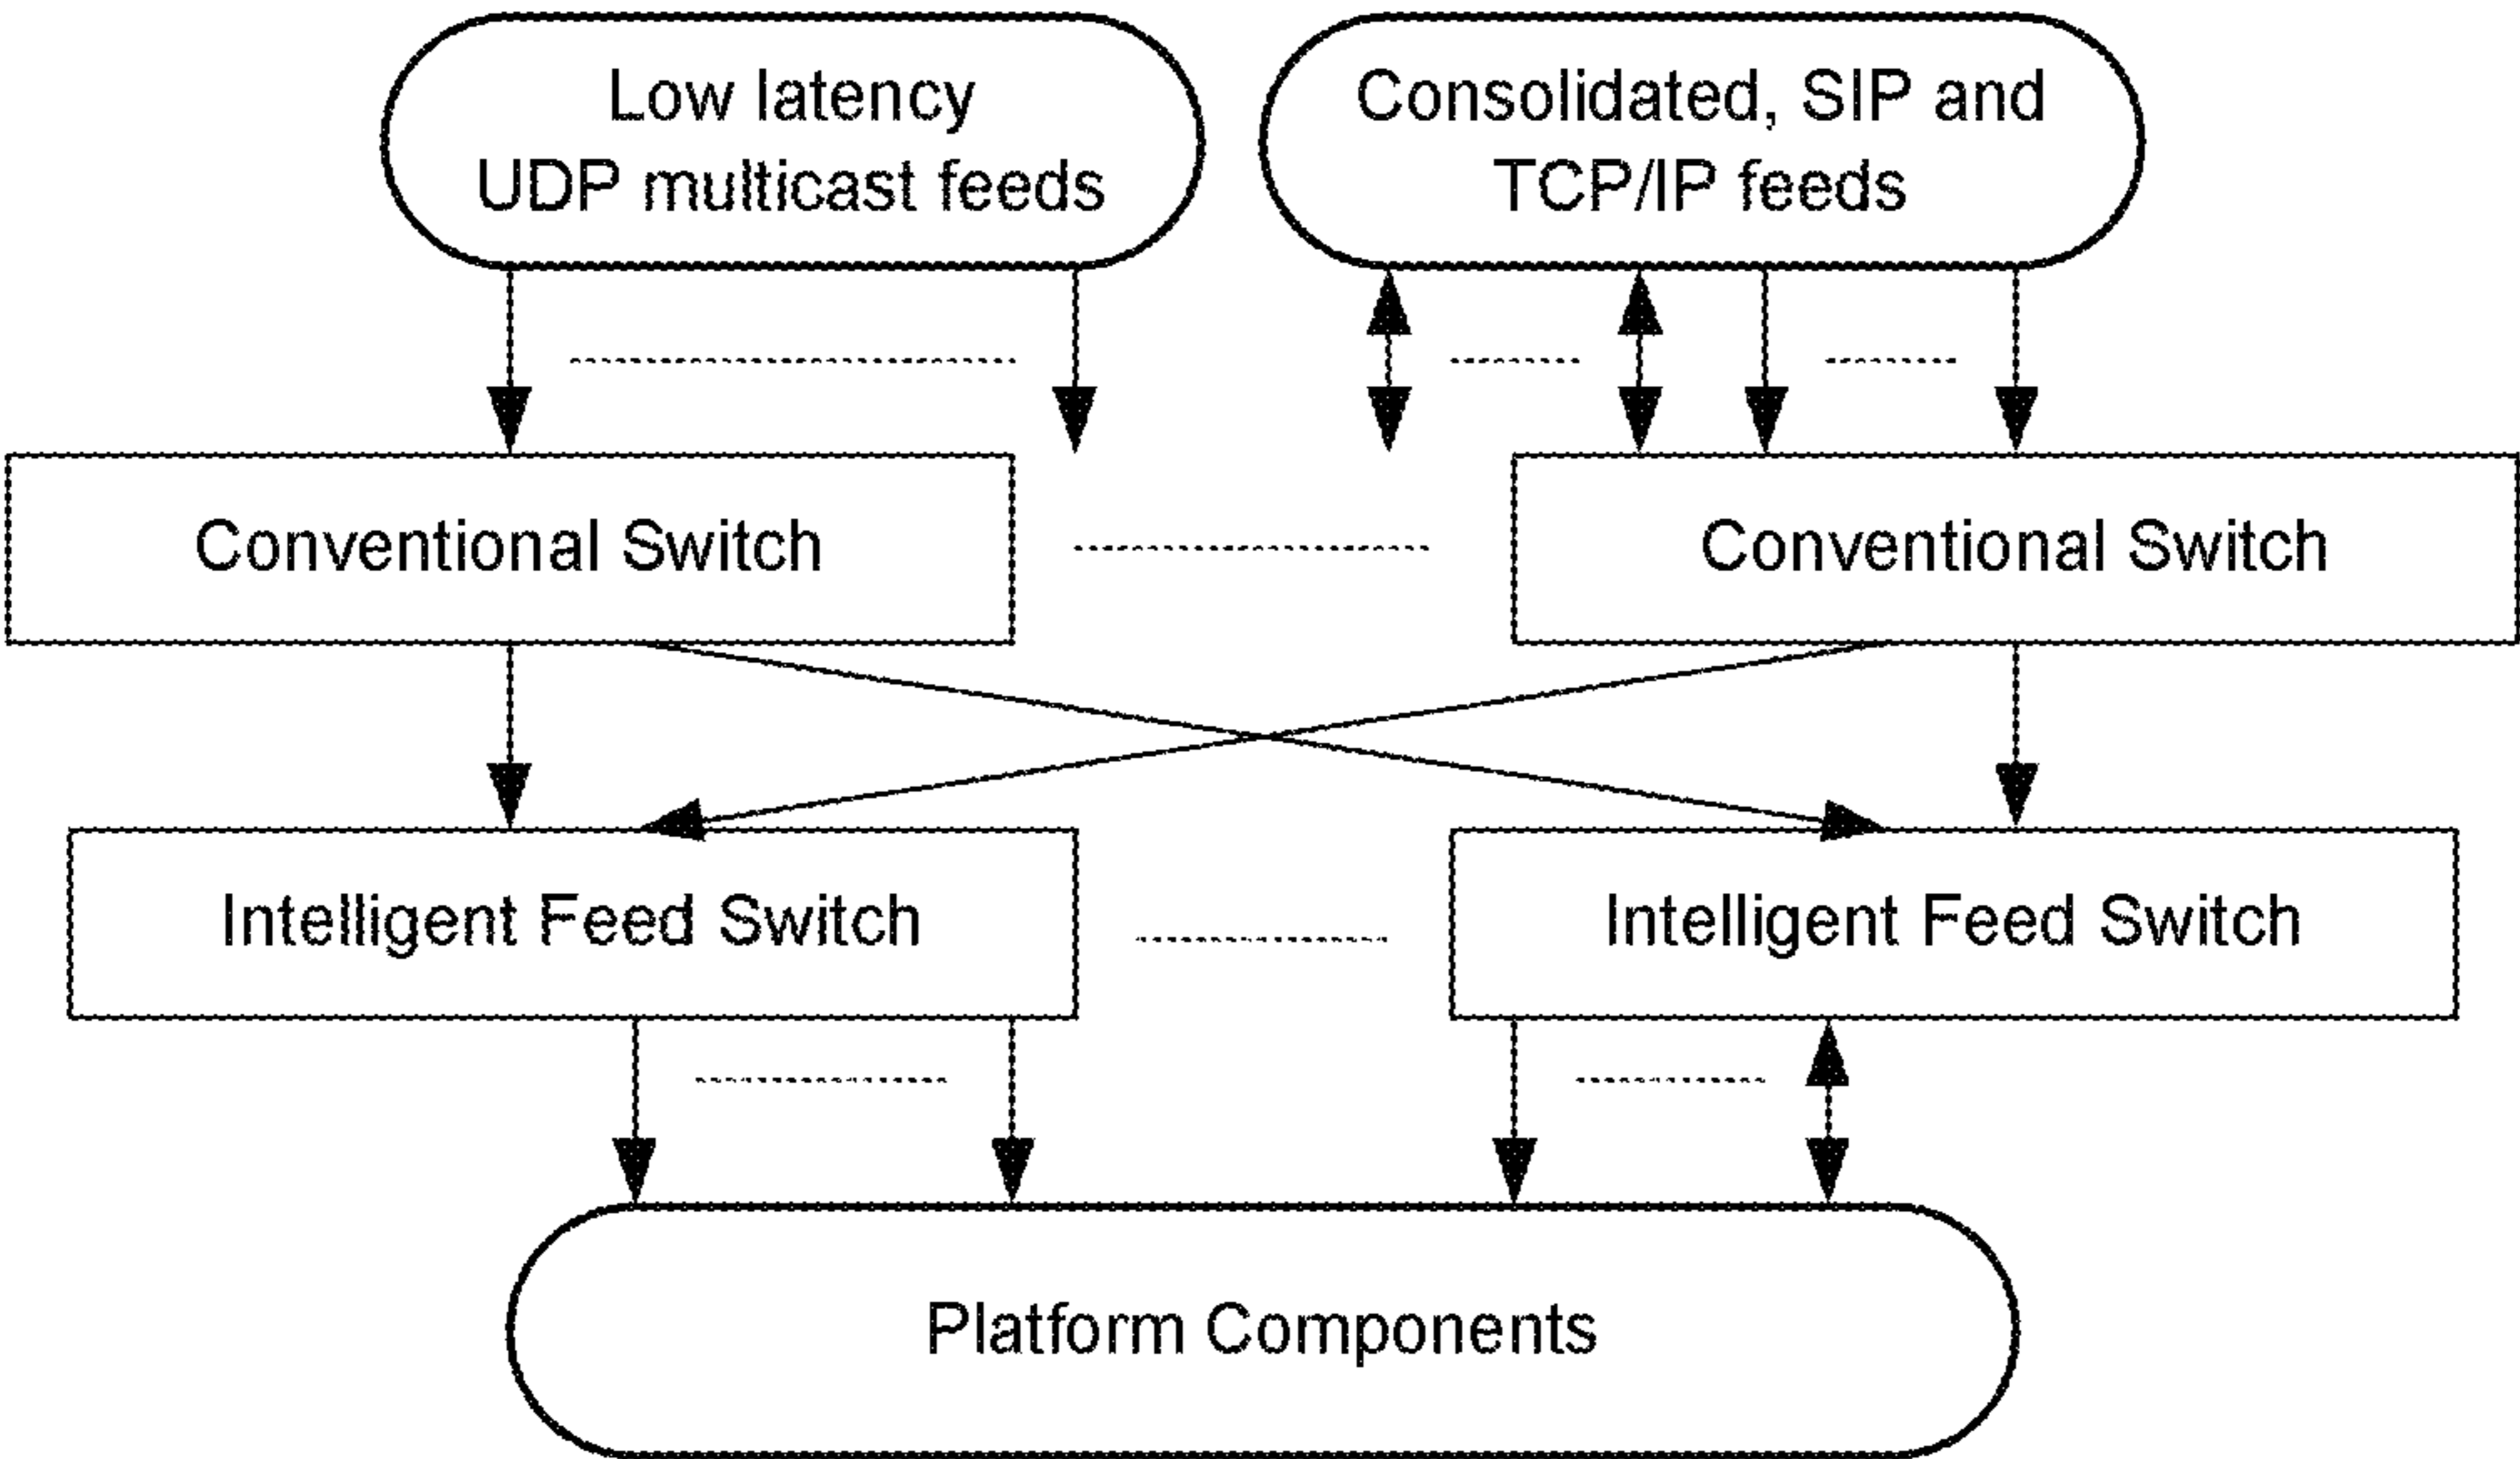 Low latency
UDP multicast feeds
Consolidated, SIP and
TCP/IP feeds
Conventional Switch
Conventional Switch
Intelligent Feed Switch
Intelligent Feed Switch
Platform Components